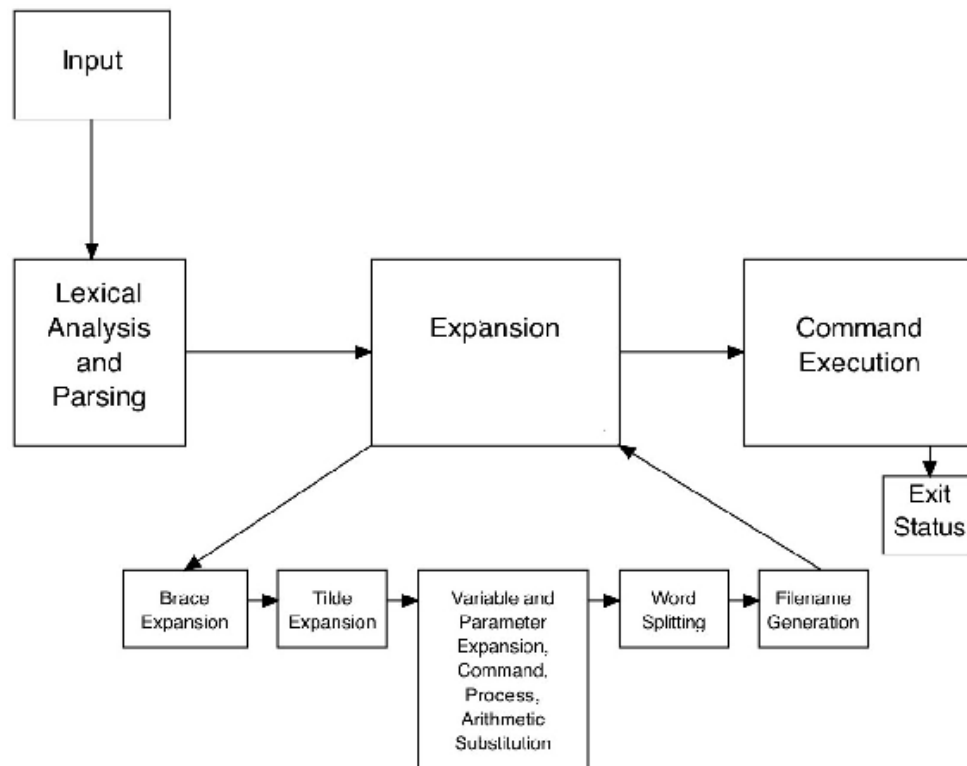 Input
Lexical
Analysis
and
Parsing
Expansion
Command
Execution
Exit
Status
Brace
Expansion
Tilde
Expansion
Variable and
Parameter
Expansion,
Command,
Process,
Arithmetic
Substitution
Word
Splitting
Filename
Generation